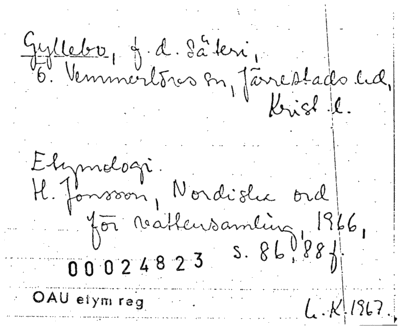 Gyllebo, f.d. säteri,
Ö. Vemmerlövs sn, Järrestads hd,
Krist. l.
Etymologi.
H. Jonsson, Nordiska ord
för vattensamling, 1966,
s. 86, 88 f.
00024823
OAU etym reg
L.K. 1967.